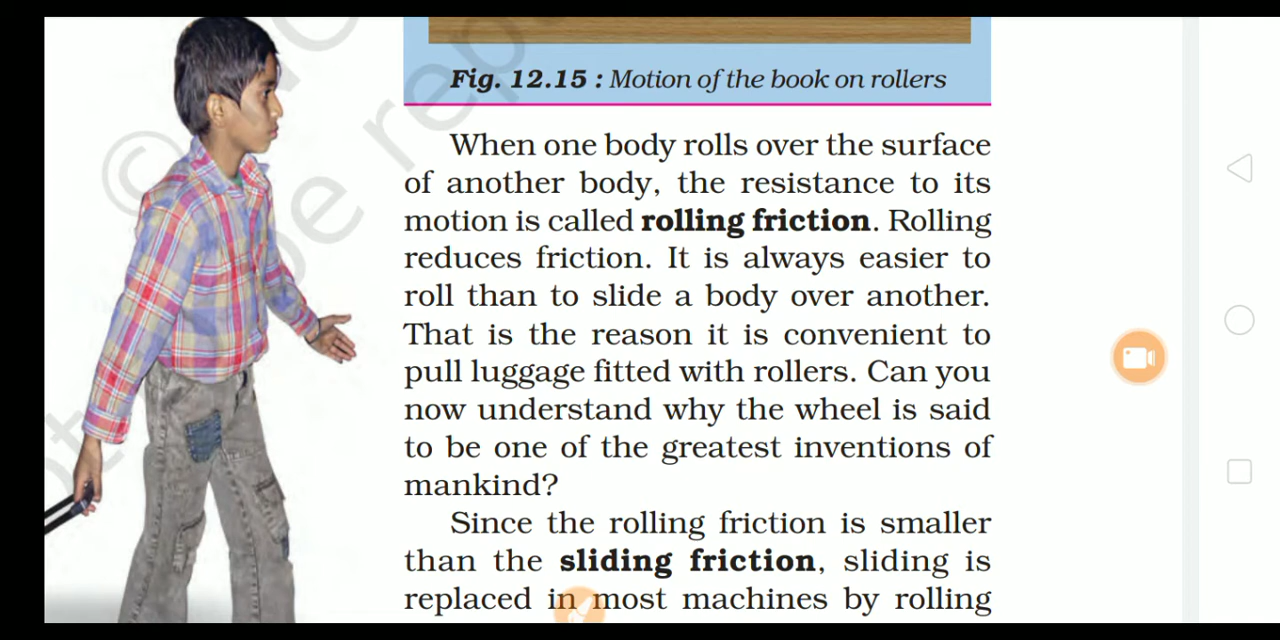 Fig. 12.15 : Motion of the book on rollers
When one body rolls over the surface
of another body, the resistance to its
motion is called rolling friction. Rolling
reduces friction. It is always easier to
roll than to slide a body over another.
That is the reason it is convenient to
pull luggage fitted with rollers. Can you
now understand why the wheel is said
to be one of the greatest inventions of
mankind?
Since the rolling friction is smaller
than the sliding friction, sliding is
replaced in most machines by rolling